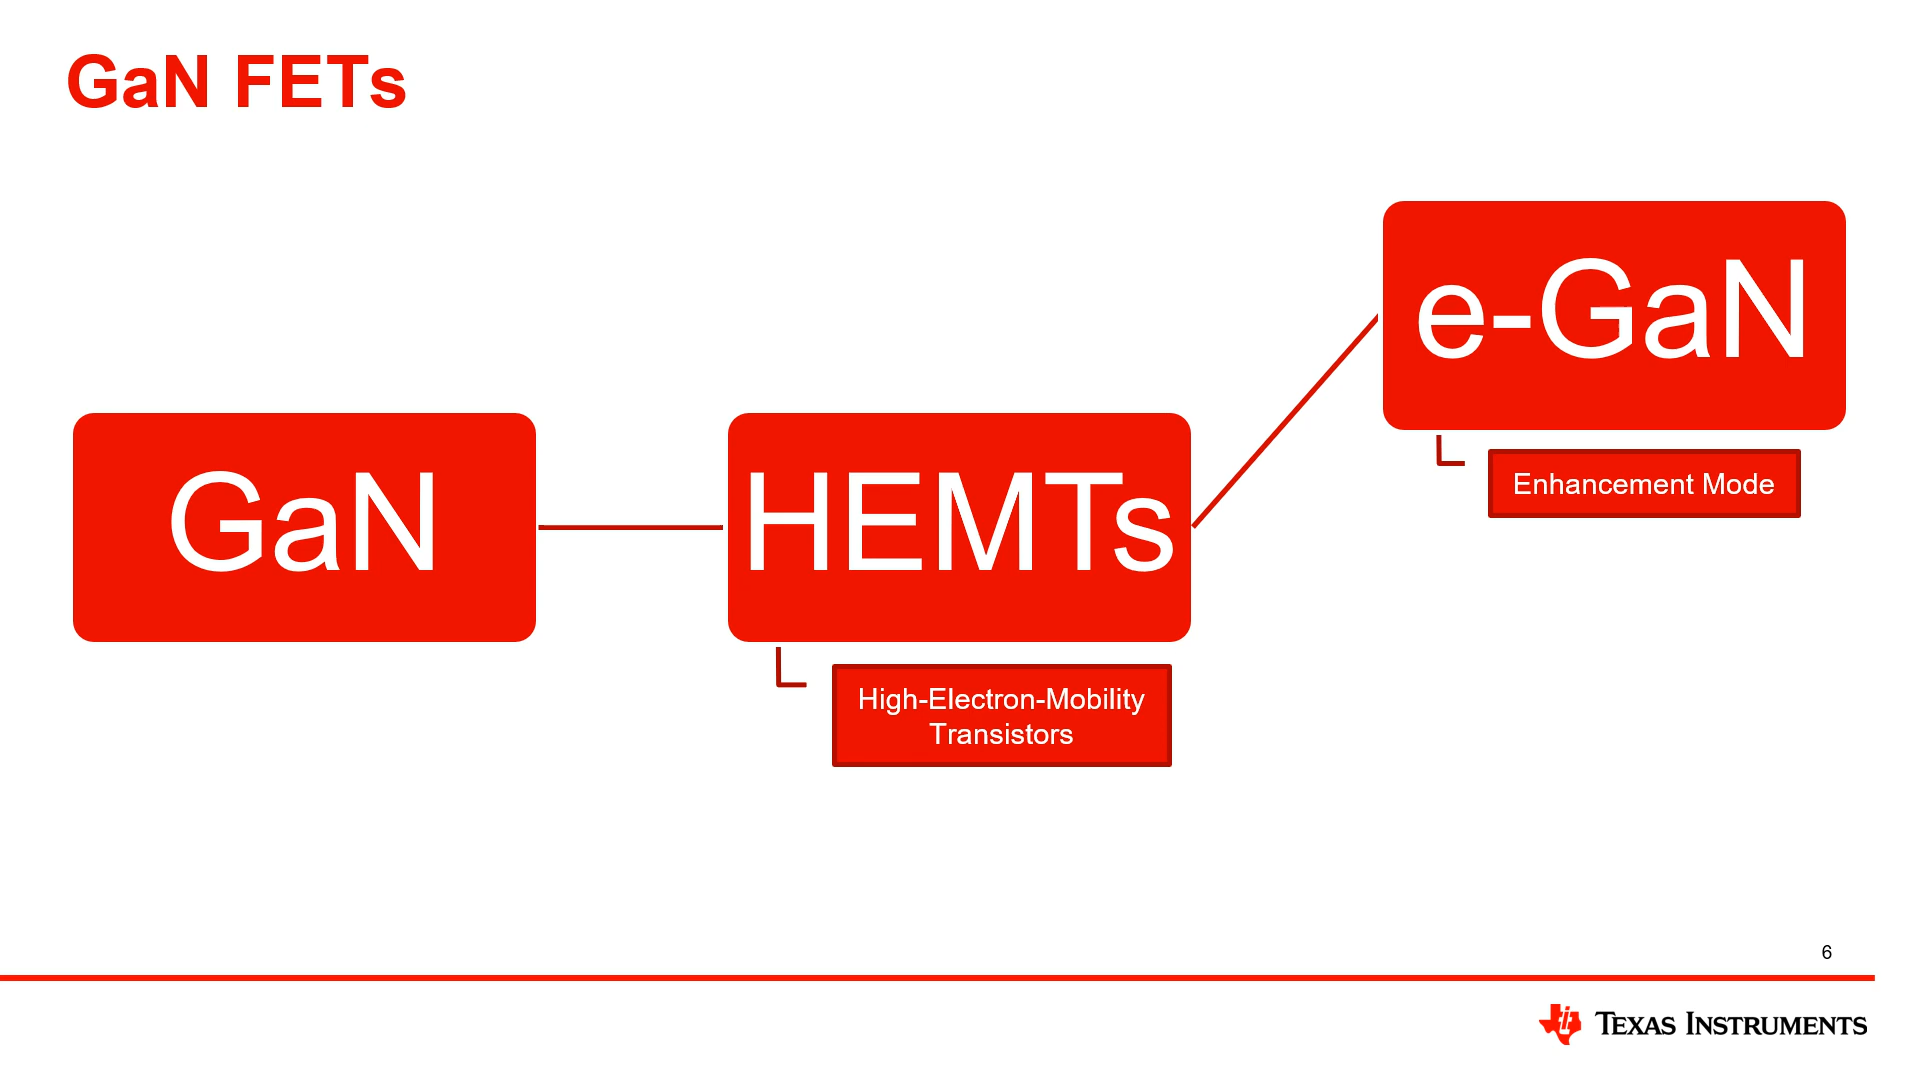 GaN FETs
GaN
HEMTs
High-Electron-Mobility
Transistors
e-GaN
Enhancement Mode
6
TEXAS INSTRUMENTS